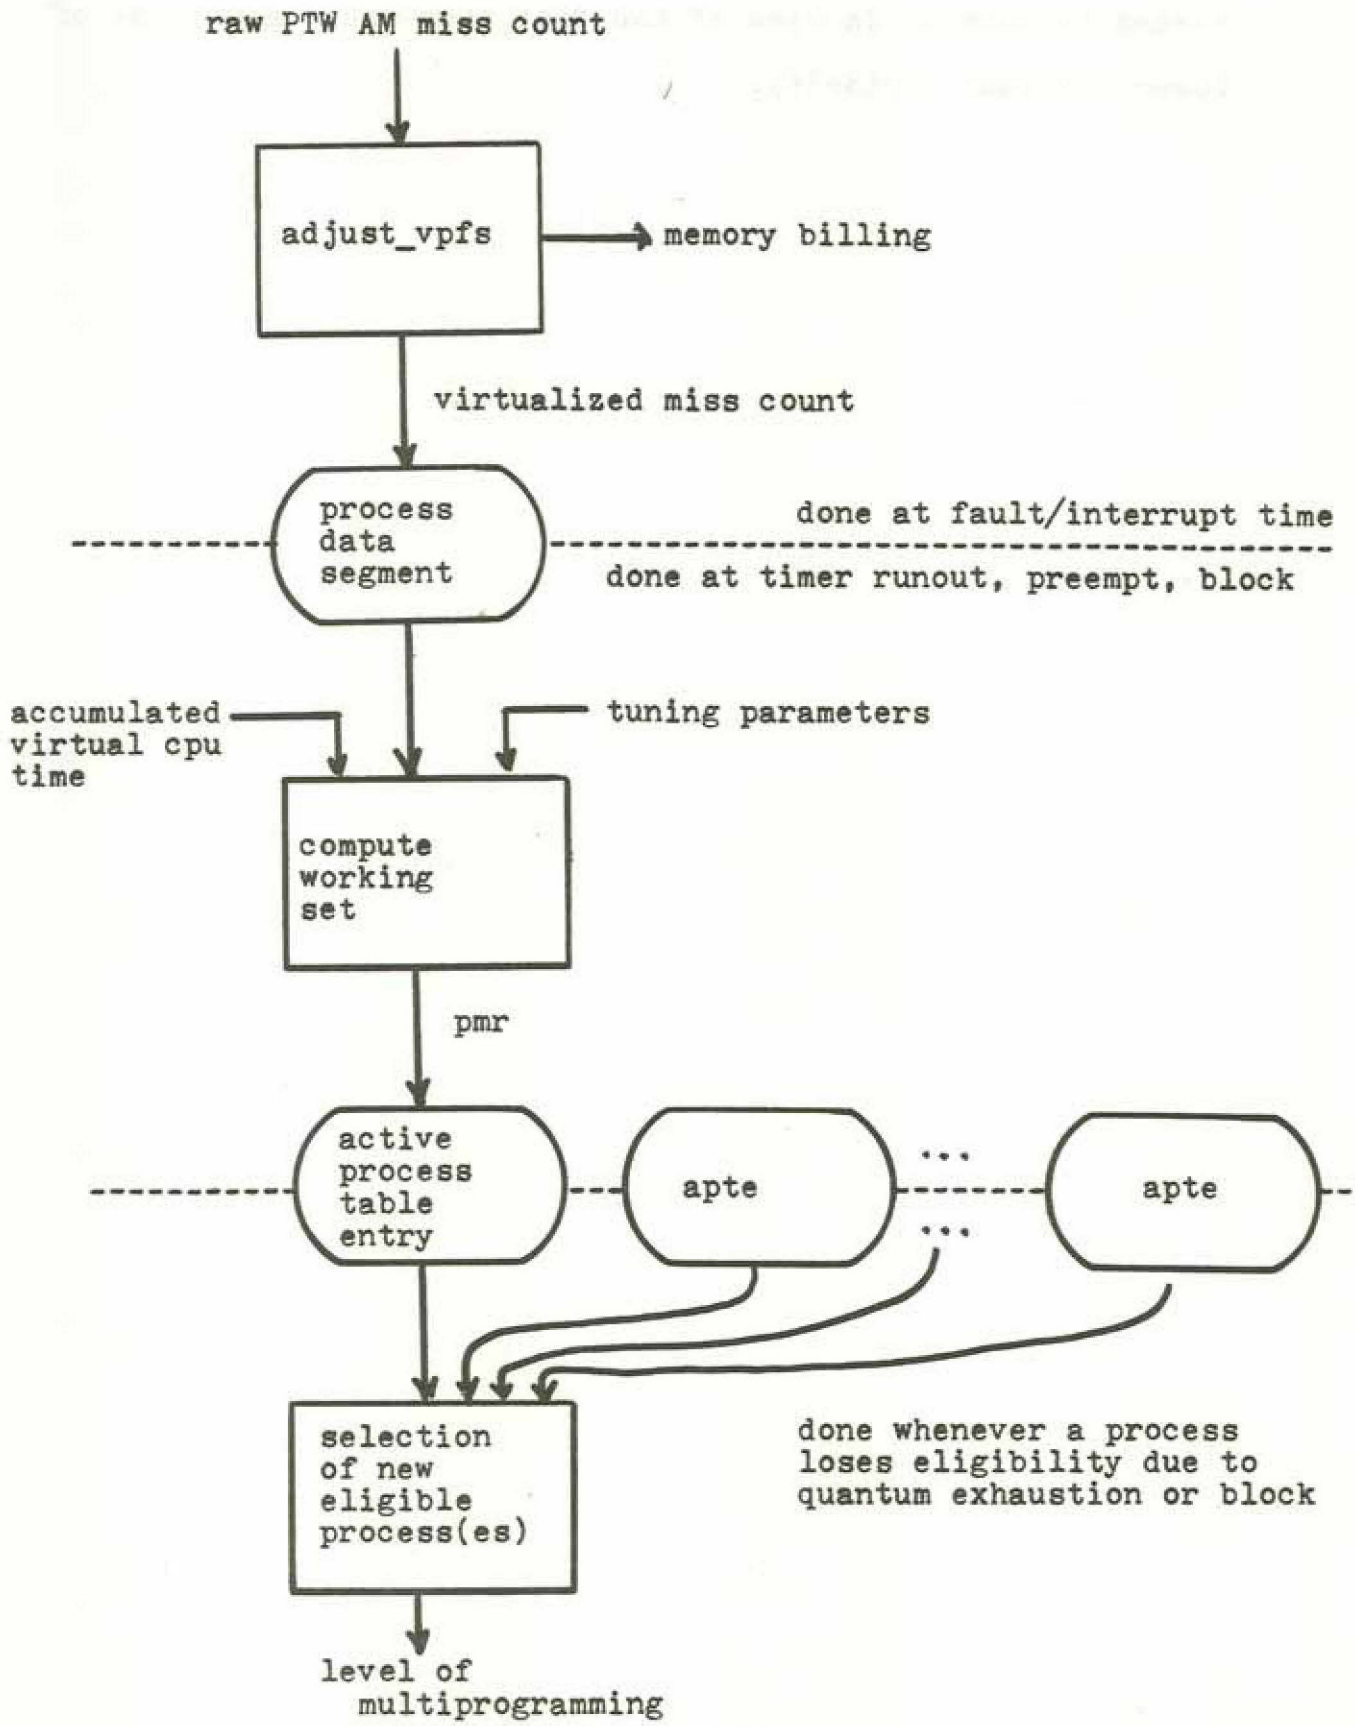 raw PTW AM miss count
adjust_vpfs
memory billing
virtualized miss count
process
data
segment
done at fault/interrupt time
done at timer runout, preempt, block
accumulated
virtual cpu
time
tuning parameters
compute
working
set
pmr
active
process
table
entry
apte
...
...
apte
selection
of new
eligible
process(es)
done whenever a process
loses eligibility due to
quantum exhaustion or block
level of
multiprogramming